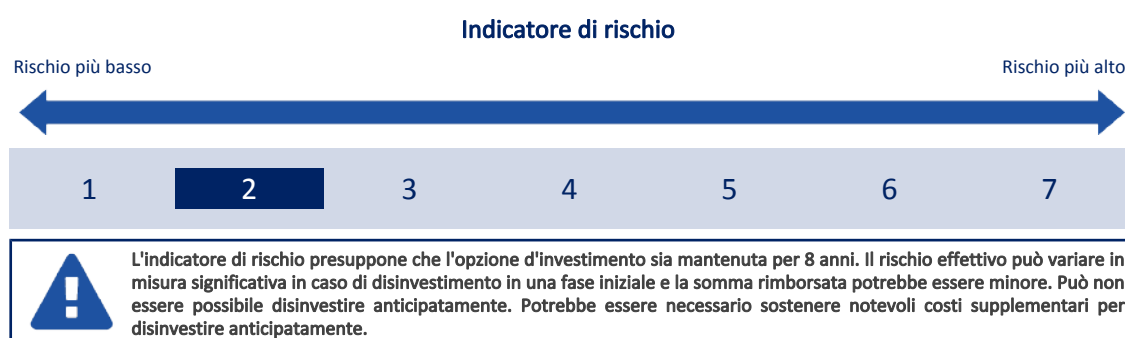 Indicatore di rischio
Rischio più basso
Rischio più alto
1 2 3 4 5 6 7
L'indicatore di rischio presuppone che l'opzione d'investimento sia mantenuta per 8 anni. Il rischio effettivo può variare in
misura significativa in caso di disinvestimento in una fase iniziale e la somma rimborsata potrebbe essere minore. Può non
essere possibile disinvestire anticipatamente. Potrebbe essere necessario sostenere notevoli costi supplementari per
disinvestire anticipatamente.